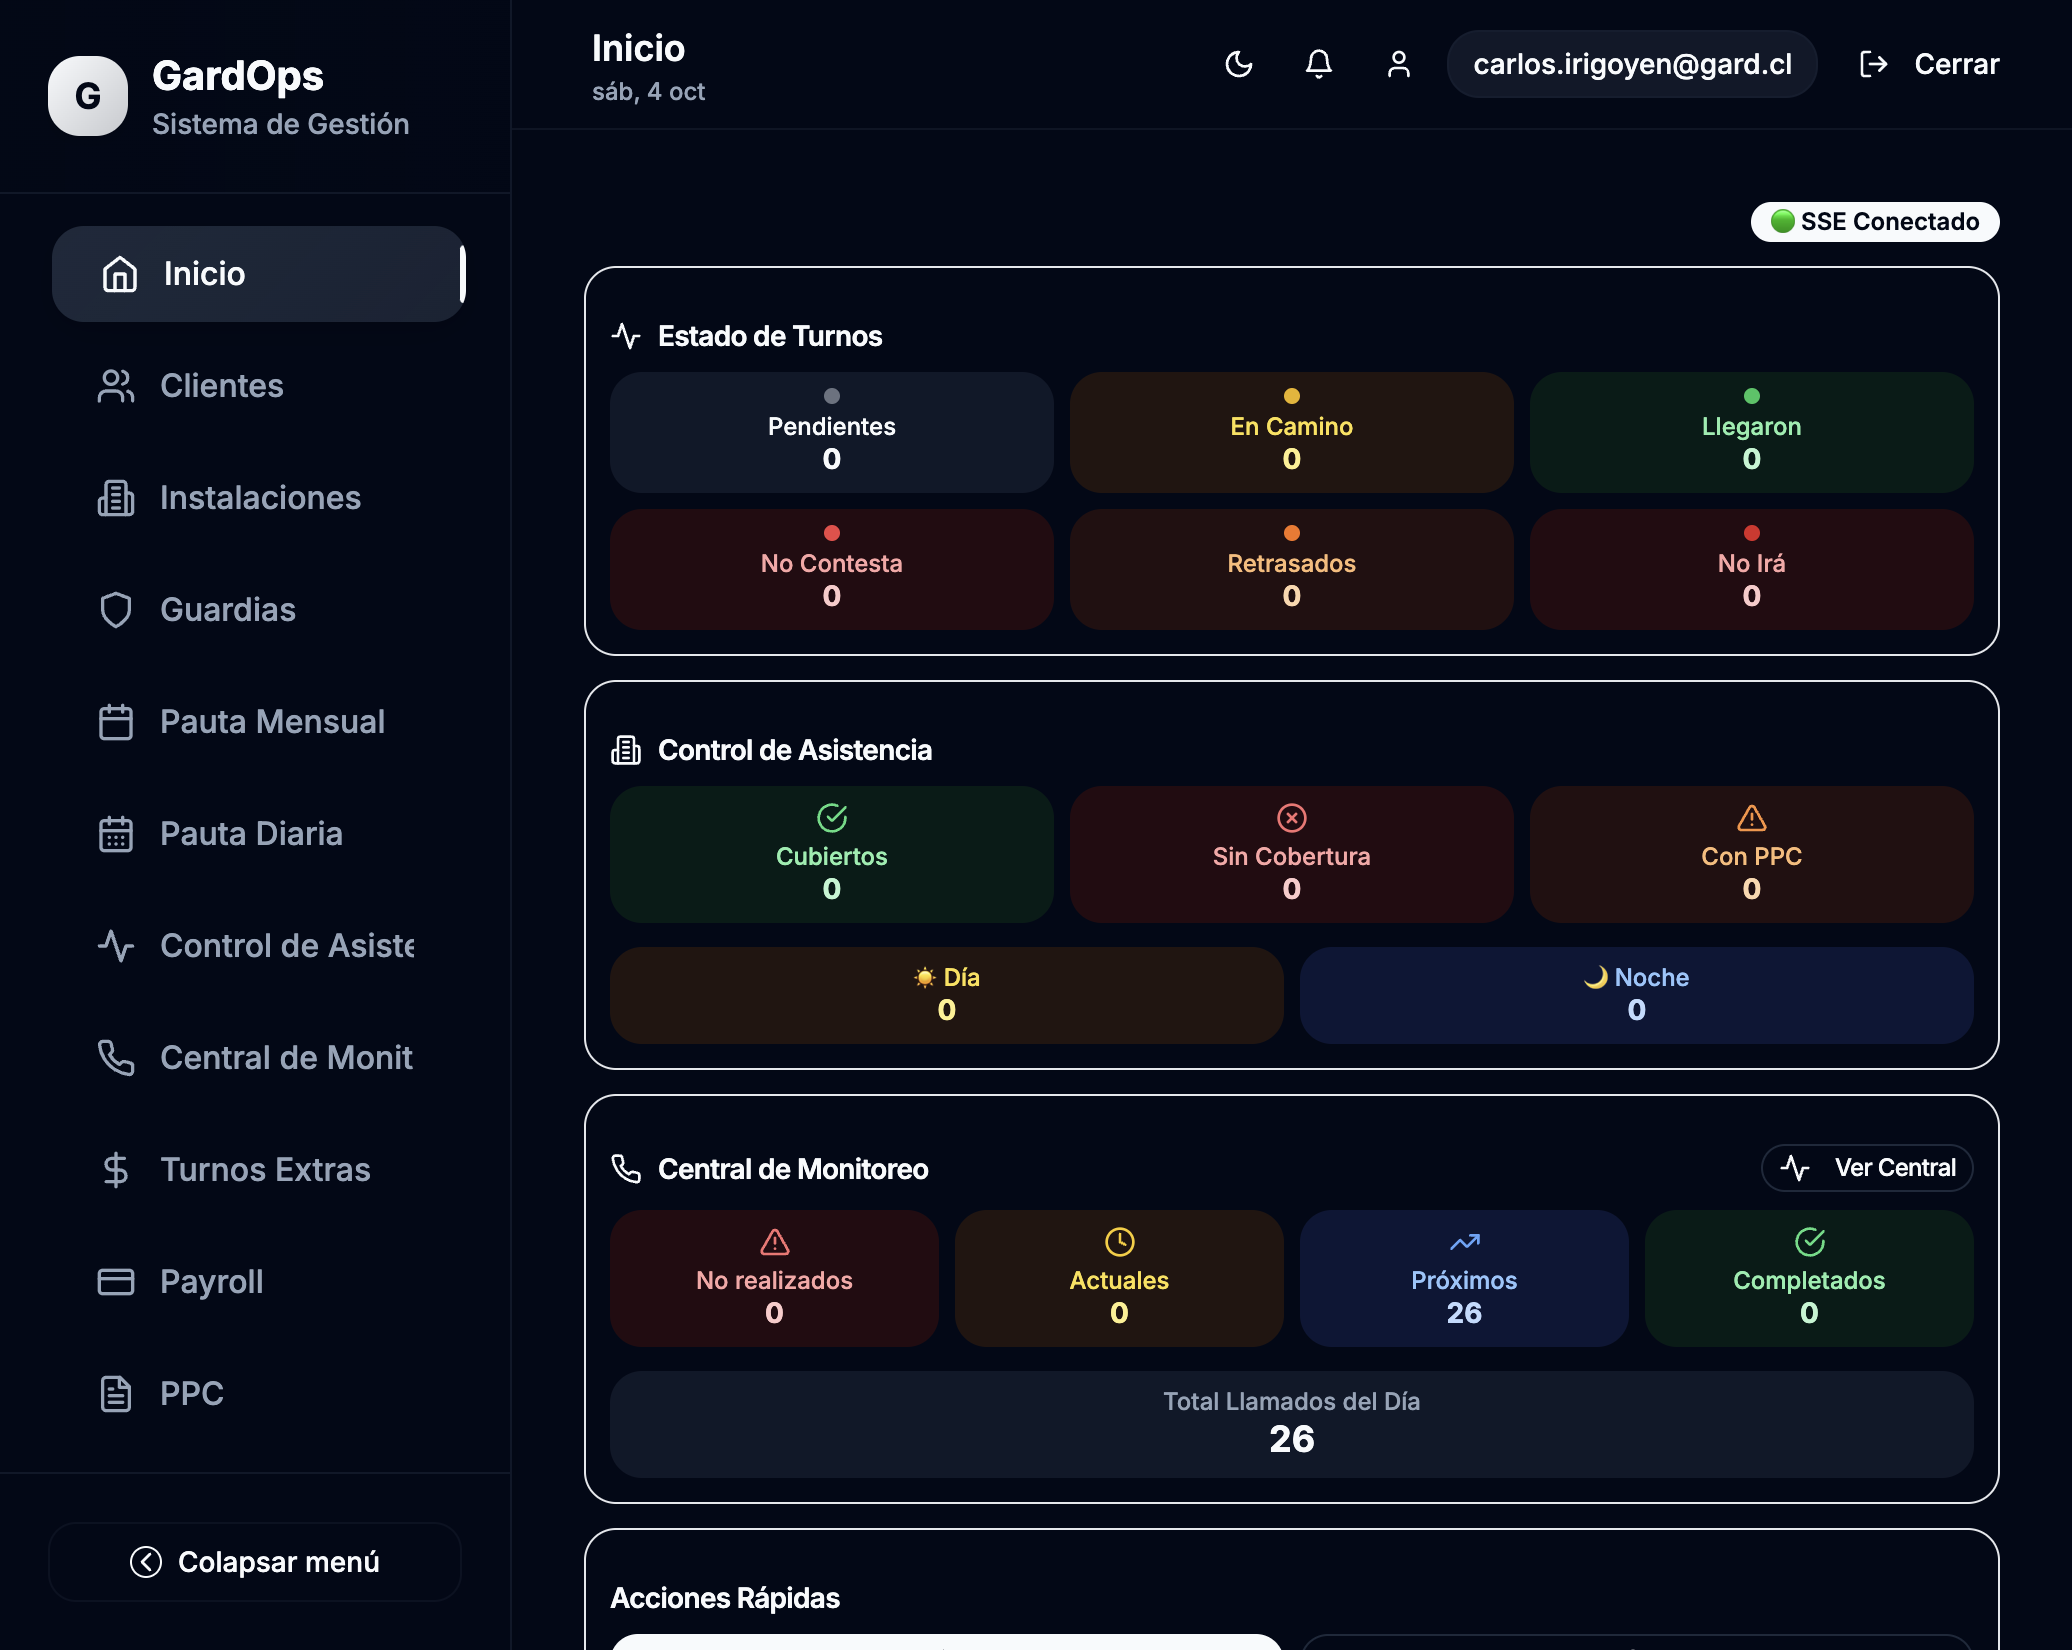 G
GardOps
Sistema de Gestión
Inicio
Clientes
Instalaciones
Guardias
Pauta Mensual
Pauta Diaria
Control de Asiste
Central de Monit
Turnos Extras
Payroll
PPC
Colapsar menú
Inicio
sáb, 4 oct
carlos.irigoyen@gard.cl
Cerrar
SSE Conectado
Estado de Turnos
Pendientes
0
En Camino
0
Llegaron
0
No Contesta
0
Retrasados
0
No Irá
0
Control de Asistencia
Cubiertos
0
Sin Cobertura
0
Con PPC
0
Día
0
Noche
0
Central de Monitoreo
Ver Central
No realizados
0
Actuales
0
Próximos
26
Completados
0
Total Llamados del Día
26
Acciones Rápidas